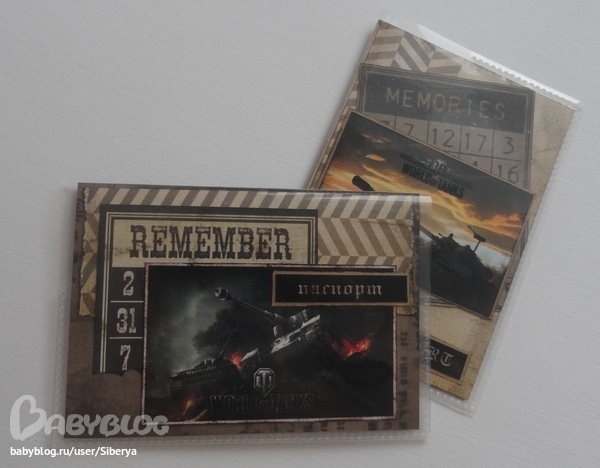 MEMORIES
7 12 17 3
16
WORLD OF TANKS
REMEMBER
2
31
7
паспорт
WORLD OF TANKS
BABYBLOG
babyblog.ru/user/Siberya